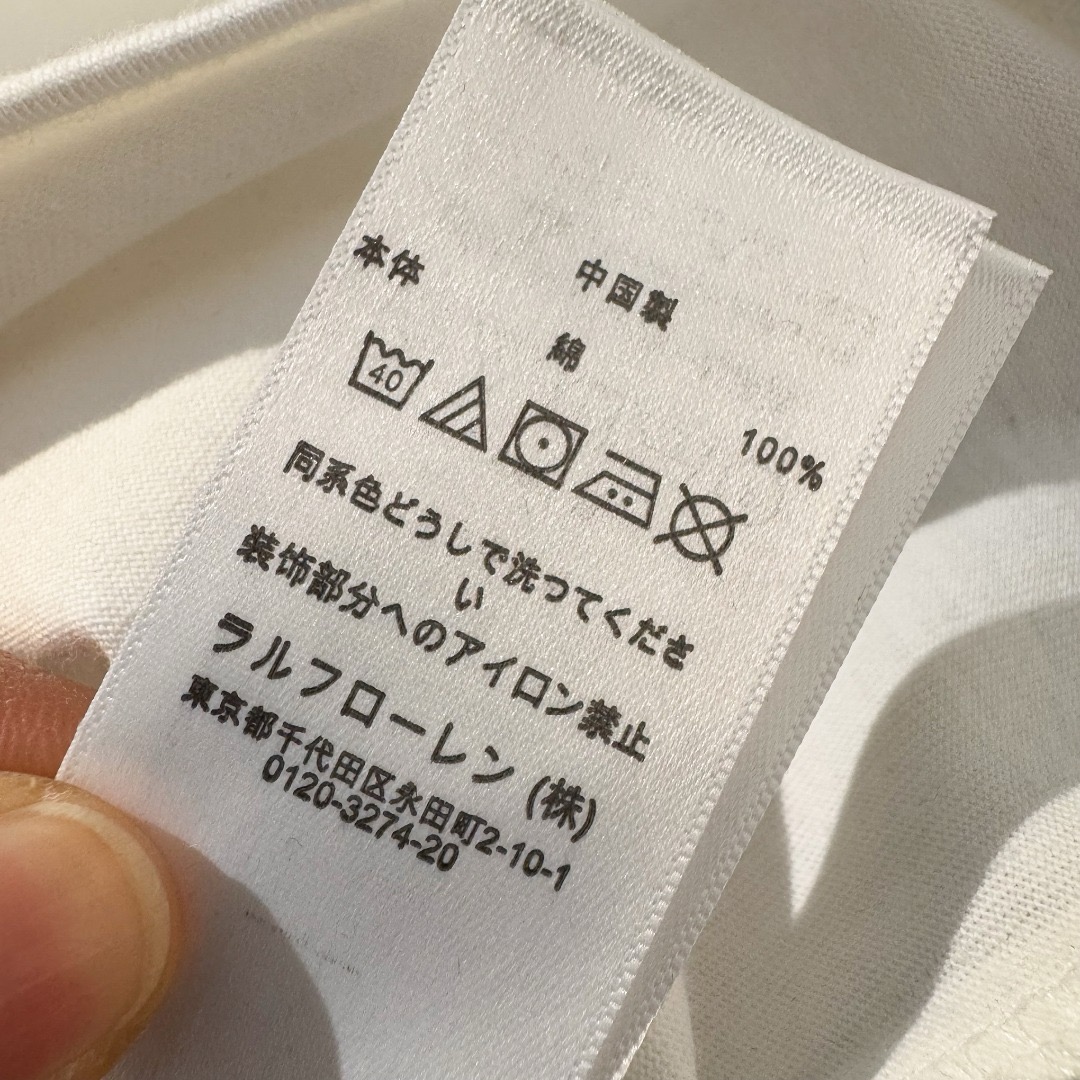 中国製
本体 綿 100%
40
同系色どうしで洗ってくださ
い
装飾部分へのアイロン禁止
ラルフローレン (株)
東京都千代田区永田町2-10-1
0120-3274-20